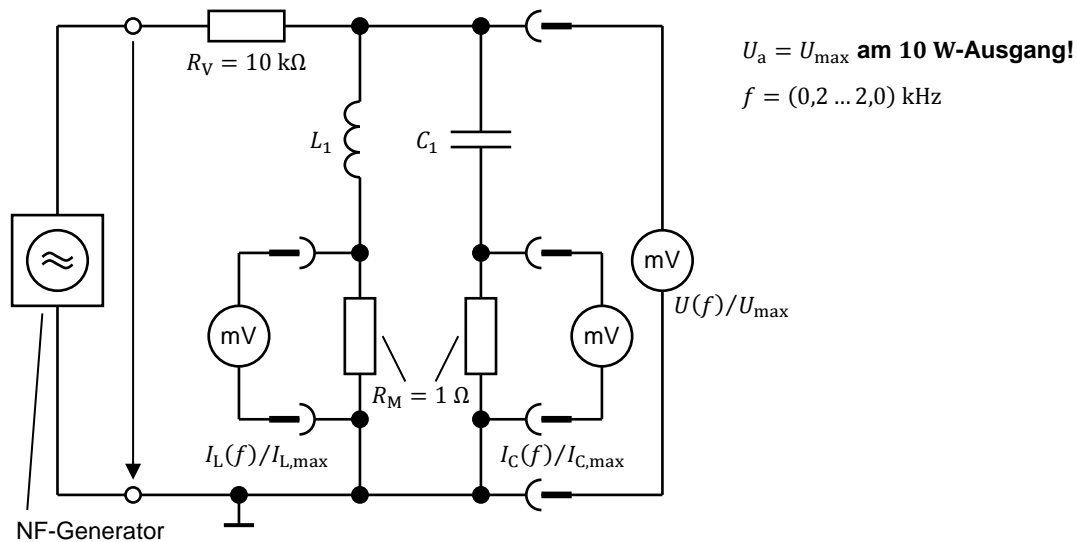 R_V = 10 kΩ
U_a = U_max am 10 W-Ausgang!
f = (0,2 … 2,0) kHz
L_1
C_1
mV
U(f)/U_max
mV
mV
R_M = 1 Ω
I_L(f)/I_L,max
I_C(f)/I_C,max
NF-Generator